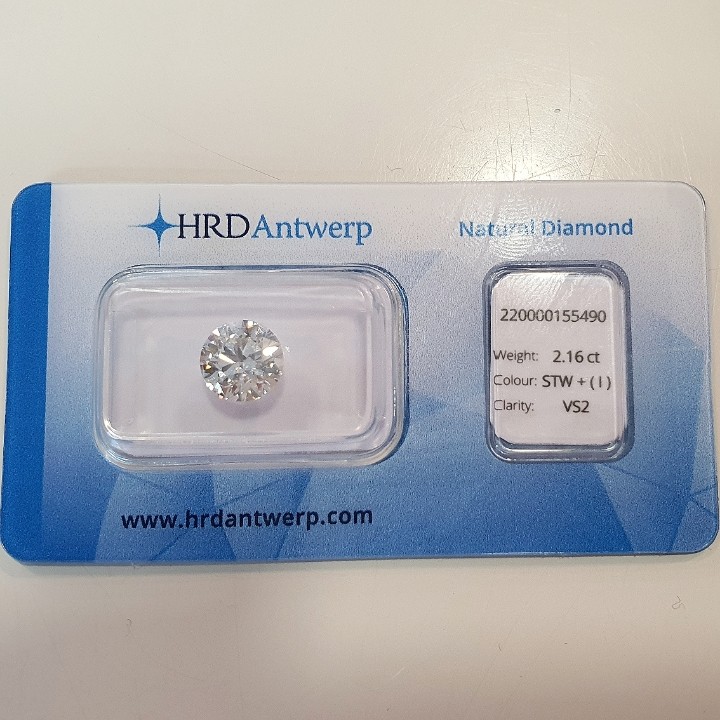 HRDAntwerp
Natural Diamond
220000155490
Weight: 2.16 ct
Colour: STW + ( I )
Clarity: VS2
www.hrdantwerp.com